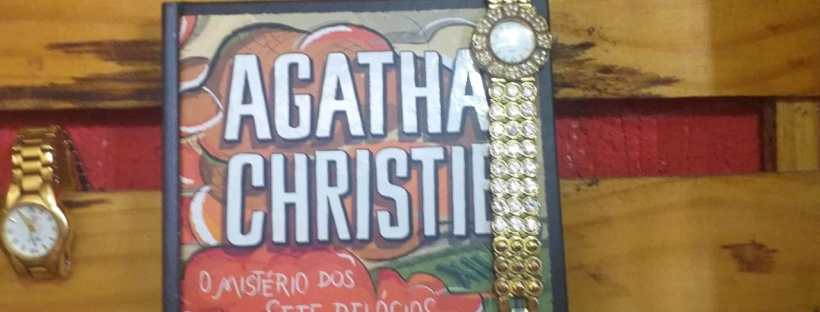 AGATHA
CHRISTIE
O MISTÉRIO DOS
SETE RELÓGIOS